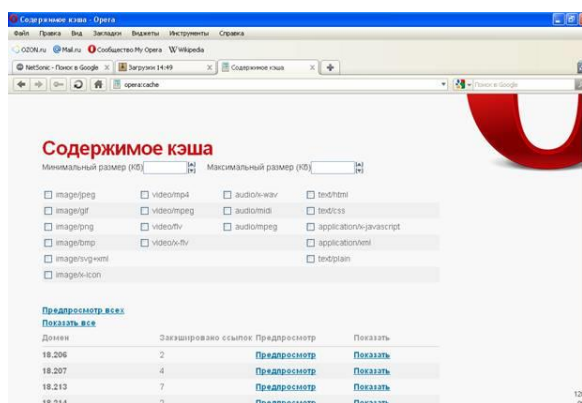 Содержимое кэша - Opera
Файл Правка Вид Закладки Виджеты Инструменты Справка
OZON.ru @Mail.ru Сообщество My Opera Wikipedia
NetSonic - Поиск в Google Загрузки 14:49 Содержимое кэша
opera:cache Поиск в Google
Содержимое кэша
Минимальный размер (Кб) Максимальный размер (Кб)
image/jpeg video/mp4 audio/x-wav text/html
image/gif video/mpeg audio/midi text/css
image/png video/flv audio/mpeg application/x-javascript
image/bmp video/x-flv application/xml
image/svg+xml text/plain
image/x-icon
Предпросмотр всех
Показать все
Домен Закэшировано ссылок Предпросмотр Показать
18.206 2 Предпросмотр Показать
18.207 4 Предпросмотр Показать
18.213 7 Предпросмотр Показать
18.214 2 Предпросмотр Показать